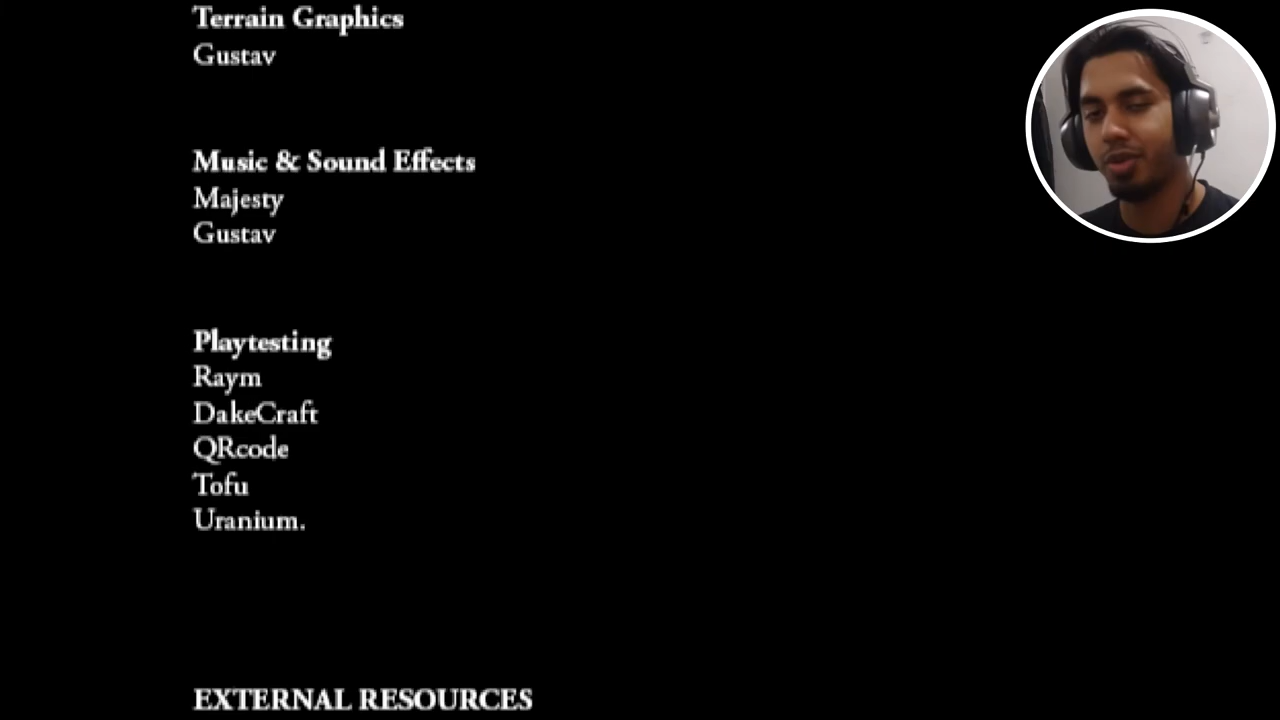 Terrain Graphics
Gustav
Music & Sound Effects
Majesty
Gustav
Playtesting
Raym
DakeCraft
QRcode
Tofu
Uranium.
EXTERNAL RESOURCES